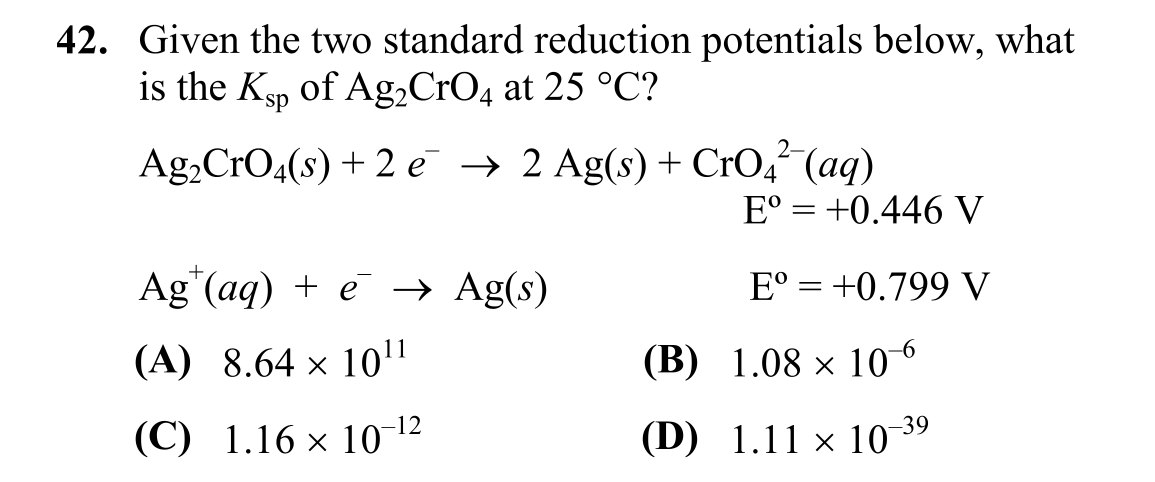 42. Given the two standard reduction potentials below, what
is the Ksp of Ag₂CrO₄ at 25 °C?
Ag₂CrO₄(s) + 2 e⁻ → 2 Ag(s) + CrO₄²⁻(aq)
Eº = +0.446 V
Ag⁺(aq) + e⁻ → Ag(s) Eº = +0.799 V
(A) 8.64 × 10¹¹ (B) 1.08 × 10⁻⁶
(C) 1.16 × 10⁻¹² (D) 1.11 × 10⁻³⁹